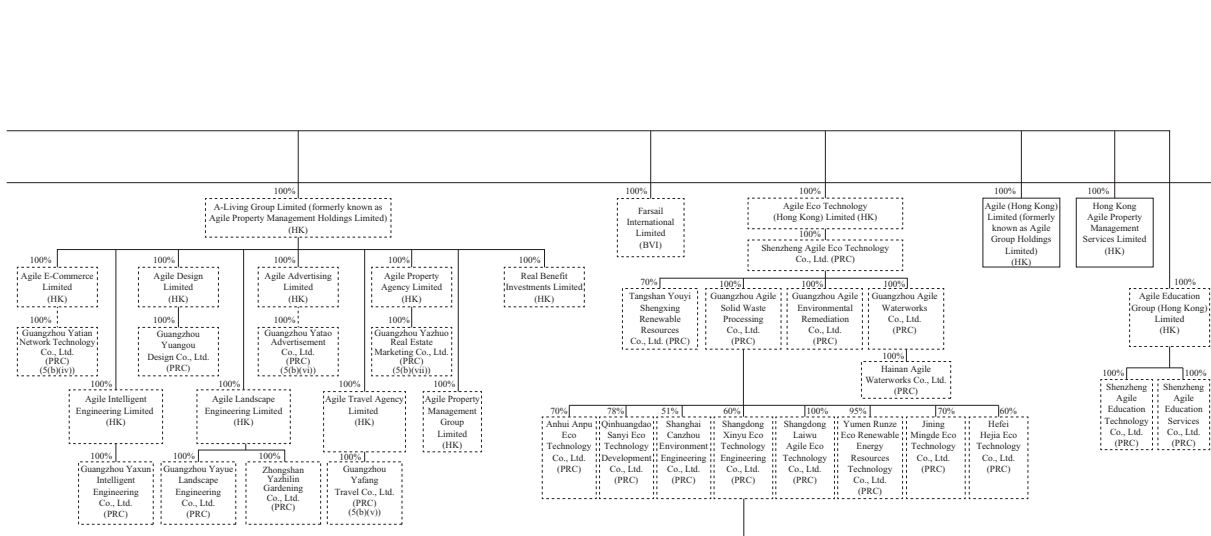 100%
A-Living Group Limited (formerly known as
Agile Property Management Holdings Limited)
(HK)
100%
Farsail
International
Limited
(BVI)
100%
Agile Eco Technology
(Hong Kong) Limited (HK)
100%
Shenzheng Agile Eco Technology
Co., Ltd. (PRC)
100%
Agile (Hong Kong)
Limited (formerly
known as Agile
Group Holdings
Limited)
(HK)
100%
Hong Kong
Agile Property
Management
Services Limited
(HK)
100%
Agile E-Commerce
Limited
(HK)
100%
Agile Design
Limited
(HK)
100%
Agile Advertising
Limited
(HK)
100%
Agile Property
Agency Limited
(HK)
100%
Real Benefit
Investments Limited
(HK)
100%
Guangzhou Yatian
Network Technology
Co., Ltd.
(PRC)
(5(b)(iv))
100%
Guangzhou
Yuangou
Design Co., Ltd.
(PRC)
100%
Guangzhou Yatao
Advertisement
Co., Ltd.
(PRC)
(5(b)(vi))
100%
Guangzhou Yazhuo
Real Estate
Marketing Co., Ltd.
(PRC)
(5(b)(vii))
70%
Tangshan Youyi
Shengxing
Renewable
Resources
Co., Ltd. (PRC)
100%
Guangzhou Agile
Solid Waste
Processing
Co., Ltd.
(PRC)
100%
Guangzhou Agile
Environmental
Remediation
Co., Ltd.
(PRC)
100%
Guangzhou Agile
Waterworks
Co., Ltd.
(PRC)
100%
Hainan Agile
Waterworks Co., Ltd.
(PRC)
100%
Agile Education
Group (Hong Kong)
Limited
(HK)
100%
Shenzheng
Agile
Education
Technology
Co., Ltd.
(PRC)
100%
Shenzheng
Agile
Education
Services
Co., Ltd.
(PRC)
100%
Agile Intelligent
Engineering Limited
(HK)
100%
Agile Landscape
Engineering Limited
(HK)
100%
Agile Travel Agency
Limited
(HK)
100%
Agile Property
Management
Group
Limited
(HK)
100%
Guangzhou Yaxun
Intelligent
Engineering
Co., Ltd.
(PRC)
100%
Guangzhou Yayue
Landscape
Engineering
Co., Ltd.
(PRC)
100%
Zhongshan
Yazhilin
Gardening
Co., Ltd.
(PRC)
100%
Guangzhou
Yafang
Travel Co., Ltd.
(PRC)
(5(b)(v))
70%
Anhui Anpu
Eco
Technology
Co., Ltd.
(PRC)
78%
Qinhuangdao
Sanyi Eco
Technology
Development
Co., Ltd.
(PRC)
51%
Shanghai
Canzhou
Environment
Engineering
Co., Ltd.
(PRC)
60%
Shangdong
Xinyu Eco
Technology
Engineering
Co., Ltd.
(PRC)
100%
Shangdong
Laiwu
Agile Eco
Technology
Co., Ltd.
(PRC)
95%
Yumen Runze
Eco Renewable
Energy
Resources
Technology
Co., Ltd.
(PRC)
70%
Jining
Mingde Eco
Technology
Co., Ltd.
(PRC)
60%
Hefei
Hejia Eco
Technology
Co., Ltd.
(PRC)